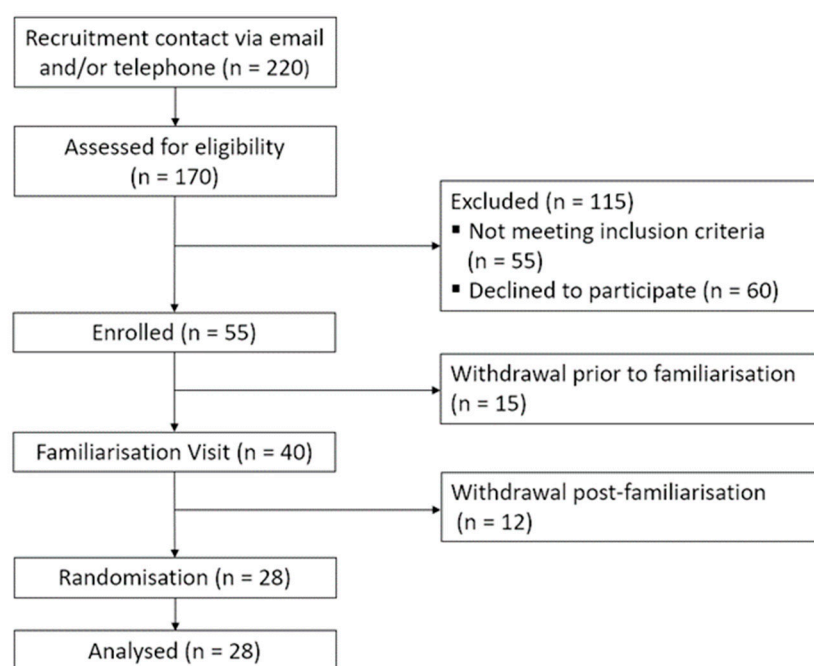 Recruitment contact via email
and/or telephone (n = 220)
Assessed for eligibility
(n = 170)
Excluded (n = 115)
▪ Not meeting inclusion criteria
(n = 55)
▪ Declined to participate (n = 60)
Enrolled (n = 55)
Withdrawal prior to familiarisation
(n = 15)
Familiarisation Visit (n = 40)
Withdrawal post-familiarisation
(n = 12)
Randomisation (n = 28)
Analysed (n = 28)